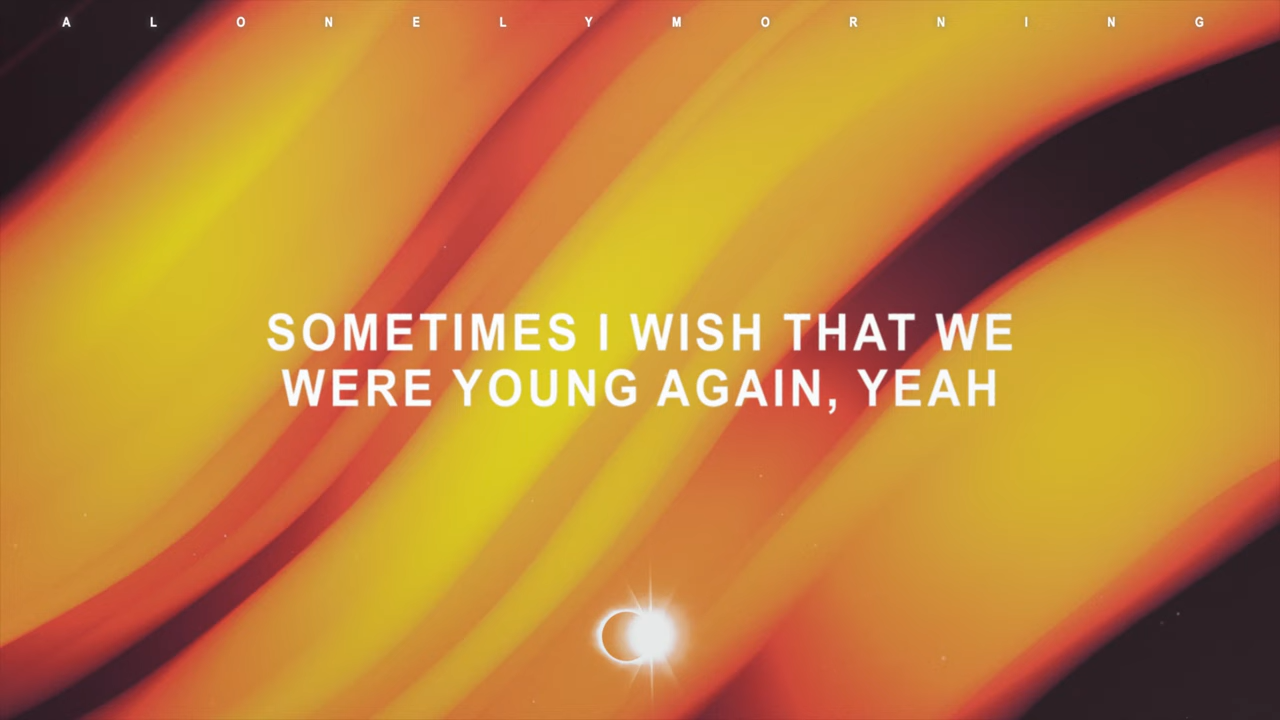 A L O N E L Y M O R N I N G
SOMETIMES I WISH THAT WE
WERE YOUNG AGAIN, YEAH